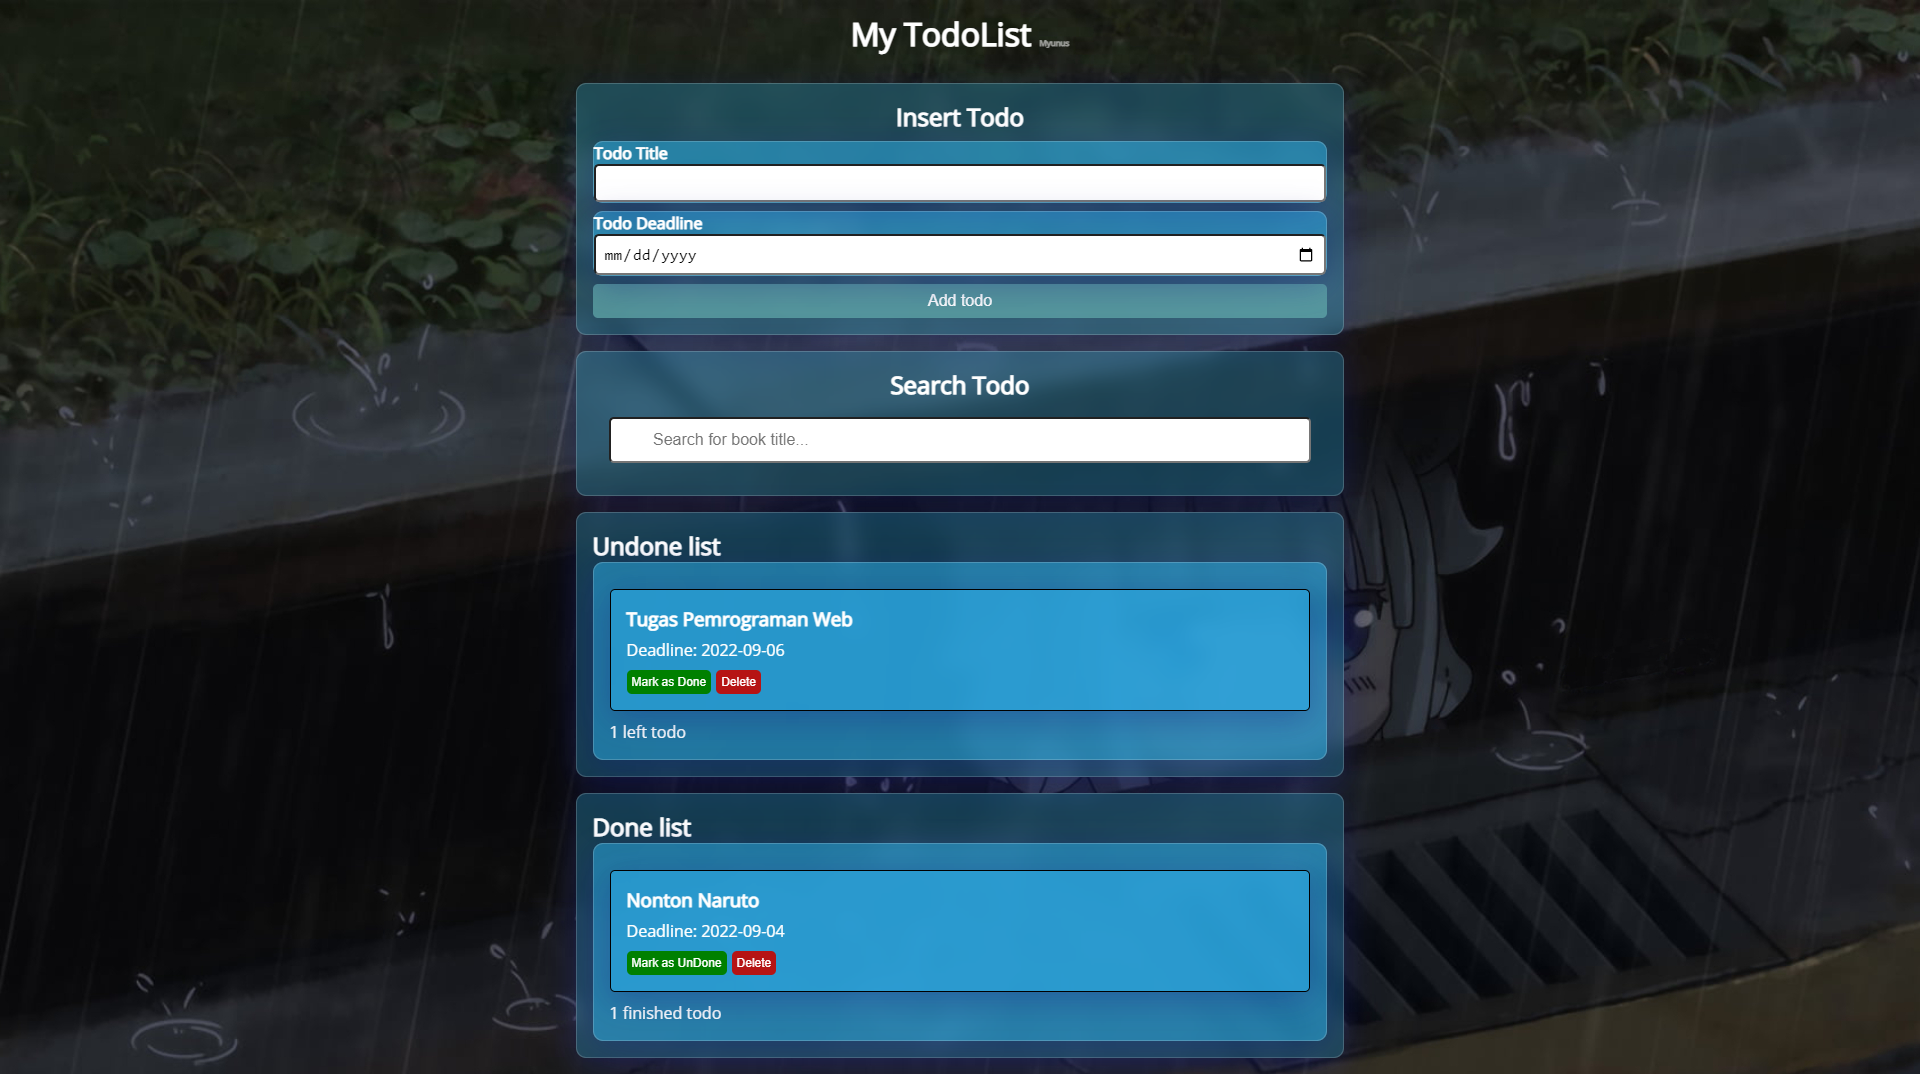 My TodoList Myunus
Insert Todo
Todo Title
Todo Deadline
mm/dd/yyyy
Add todo
Search Todo
Search for book title...
Undone list
Tugas Pemrograman Web
Deadline: 2022-09-06
Mark as Done Delete
1 left todo
Done list
Nonton Naruto
Deadline: 2022-09-04
Mark as UnDone Delete
1 finished todo